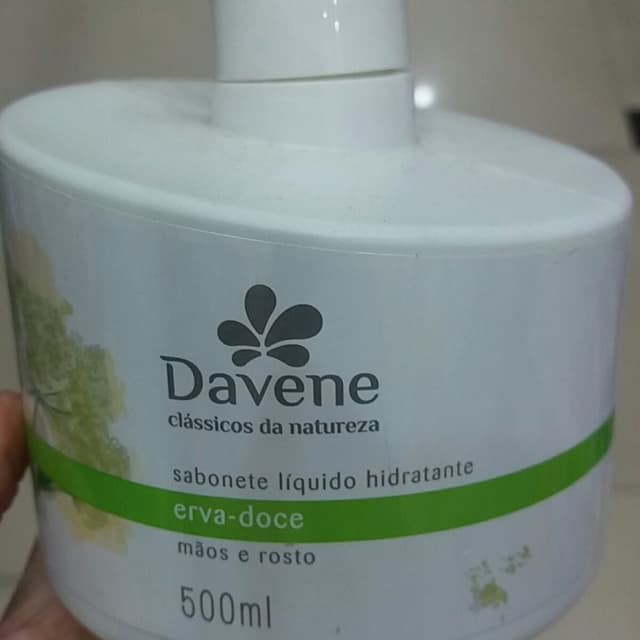 Davene
clássicos da natureza
sabonete líquido hidratante
erva-doce
mãos e rosto
500ml